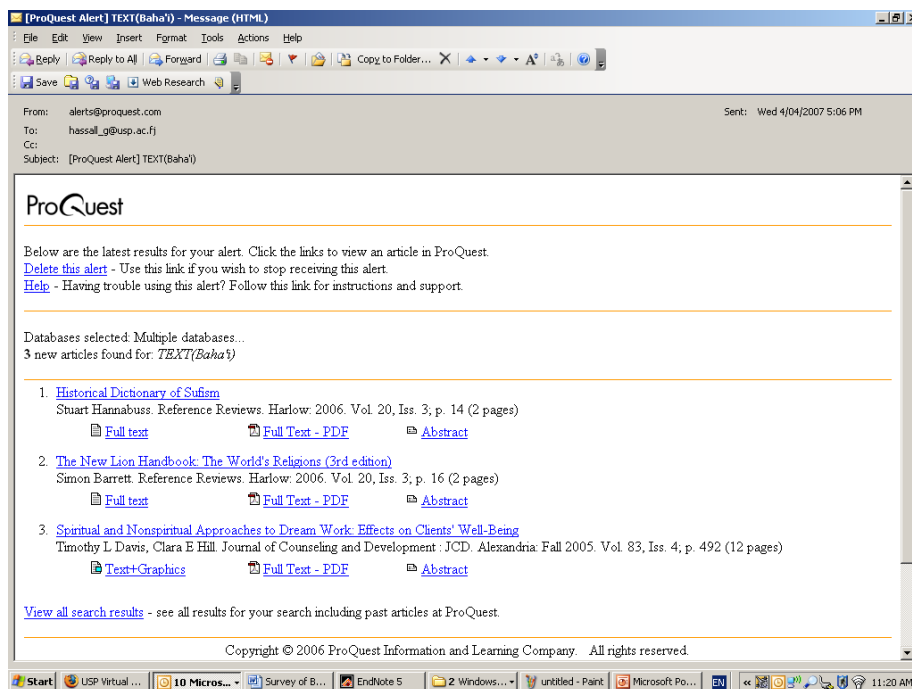 [ProQuest Alert] TEXT(Baha'i) - Message (HTML)
File Edit View Insert Format Tools Actions Help
Reply Reply to All Forward Copy to Folder...
Save Web Research
From: alerts@proquest.com Sent: Wed 4/04/2007 5:06 PM
To: hassall_g@usp.ac.fj
Cc:
Subject: [ProQuest Alert] TEXT(Baha'i)
ProQuest
Below are the latest results for your alert. Click the links to view an article in ProQuest.
Delete this alert - Use this link if you wish to stop receiving this alert.
Help - Having trouble using this alert? Follow this link for instructions and support.
Databases selected: Multiple databases...
3 new articles found for: TEXT(Baha'i)
1. Historical Dictionary of Sufism
Stuart Hannabuss. Reference Reviews. Harlow: 2006. Vol. 20, Iss. 3; p. 14 (2 pages)
Full text Full Text - PDF Abstract
2. The New Lion Handbook: The World's Religions (3rd edition)
Simon Barrett. Reference Reviews. Harlow: 2006. Vol. 20, Iss. 3; p. 16 (2 pages)
Full text Full Text - PDF Abstract
3. Spiritual and Nonspiritual Approaches to Dream Work: Effects on Clients' Well-Being
Timothy L Davis, Clara E Hill. Journal of Counseling and Development : JCD. Alexandria: Fall 2005. Vol. 83, Iss. 4; p. 492 (12 pages)
Text+Graphics Full Text - PDF Abstract
View all search results - see all results for your search including past articles at ProQuest.
Copyright © 2006 ProQuest Information and Learning Company. All rights reserved.
Start USP Virtual ... 10 Micros... Survey of B... EndNote 5 2 Windows... untitled - Paint Microsoft Po... EN « 11:20 AM